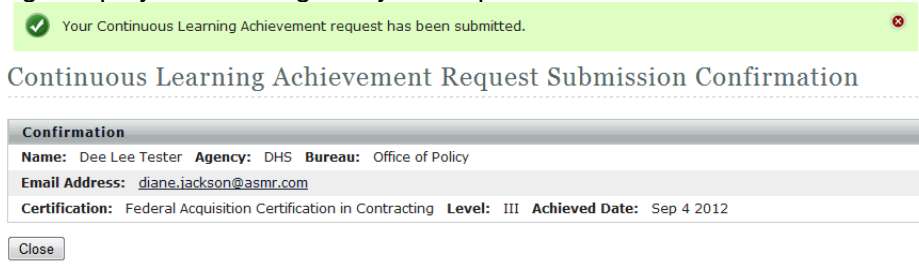 Your Continuous Learning Achievement request has been submitted.
Continuous Learning Achievement Request Submission Confirmation
Confirmation
Name: Dee Lee Tester Agency: DHS Bureau: Office of Policy
Email Address: diane.jackson@asmr.com
Certification: Federal Acquisition Certification in Contracting Level: III Achieved Date: Sep 4 2012
Close